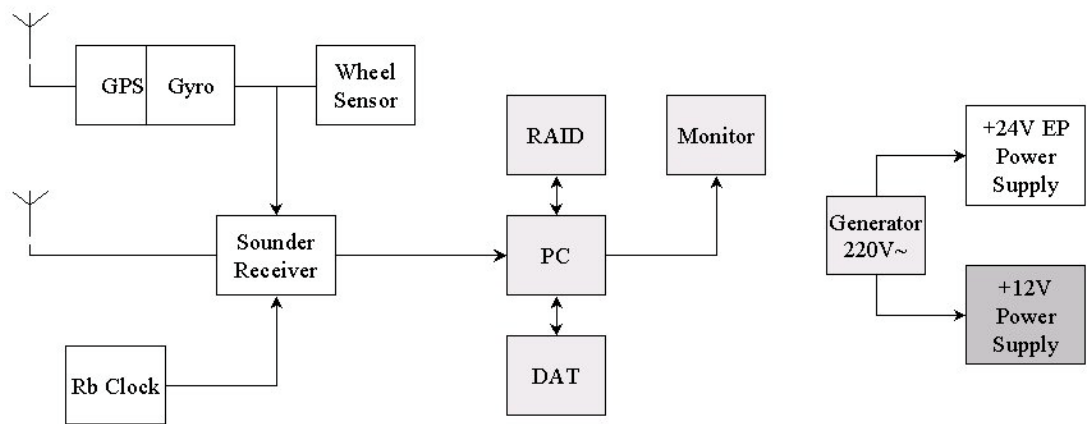 GPS
Gyro
Wheel
Sensor
RAID
Monitor
+24V EP
Power
Supply
Sounder
Receiver
PC
Generator
220V~
+12V
Power
Supply
Rb Clock
DAT